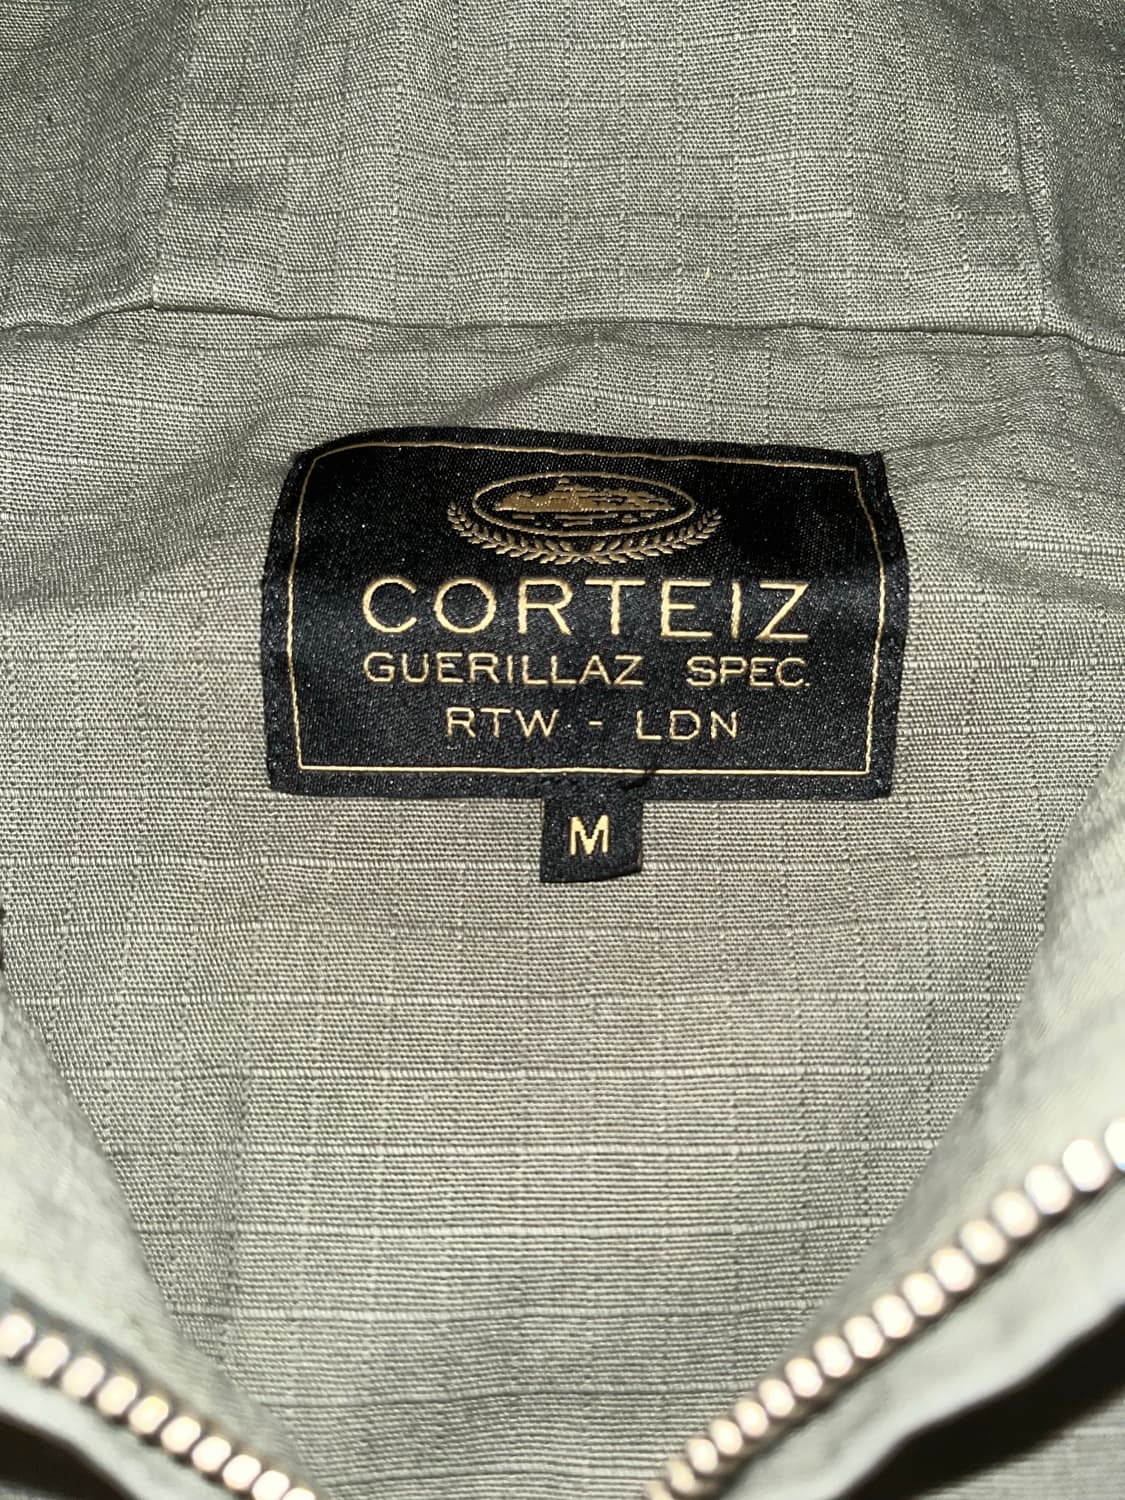 CORTEIZ
GUERILLAZ SPEC.
RTW - LDN
M